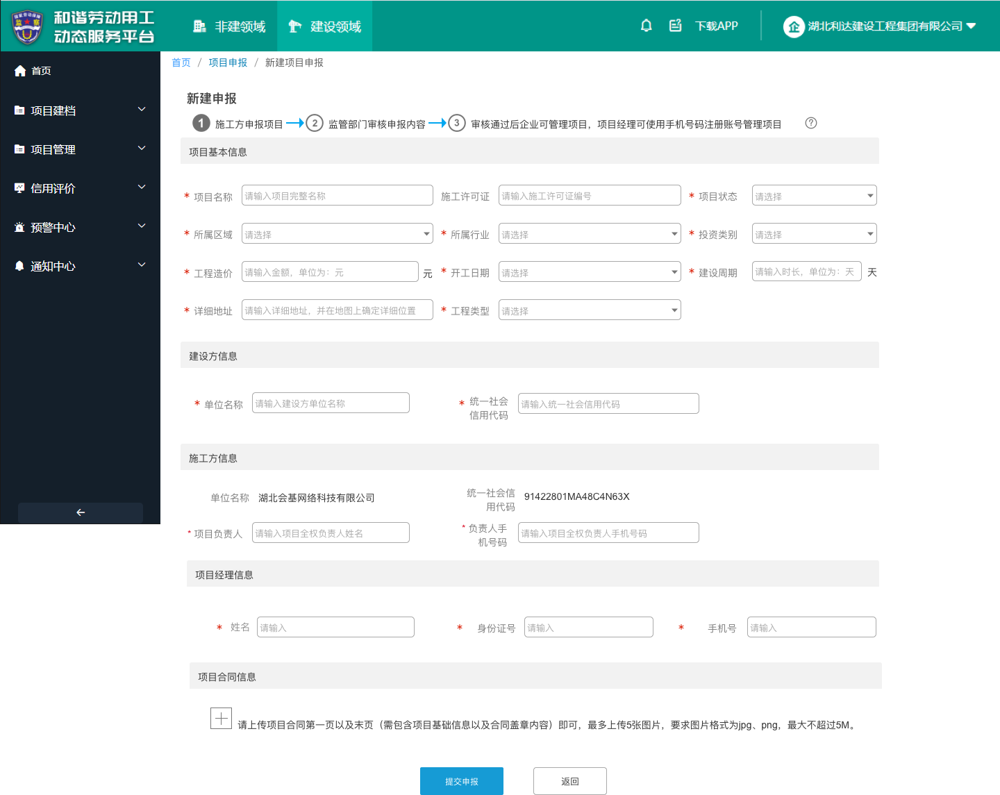 和谐劳动用工
动态服务平台
非建领域
建设领域
下载APP
湖北利达建设工程集团有限公司
首页
项目建档
项目管理
信用评价
预警中心
通知中心
首页 / 项目申报 / 新建项目申报
新建申报
1 施工方申报项目 2 监管部门审核申报内容 3 审核通过后企业可管理项目，项目经理可使用手机号码注册账号管理项目 ?
项目基本信息
* 项目名称 请输入项目完整名称 施工许可证 请输入施工许可证编号 * 项目状态 请选择
* 所属区域 请选择 * 所属行业 请选择 * 投资类别 请选择
* 工程造价 请输入金额，单位为：元 元 * 开工日期 请选择 * 建设周期 请输入时长，单位为：天 天
* 详细地址 请输入详细地址，并在地图上确定详细位置 * 工程类型 请选择
建设方信息
* 单位名称 请输入建设方单位名称 * 统一社会
信用代码 请输入统一社会信用代码
施工方信息
单位名称 湖北会基网络科技有限公司 统一社会信
用代码 91422801MA48C4N63X
* 项目负责人 请输入项目全权负责人姓名 * 负责人手
机号码 请输入项目全权负责人手机号码
项目经理信息
* 姓名 请输入 * 身份证号 请输入 * 手机号 请输入
项目合同信息
请上传项目合同第一页以及末页（需包含项目基础信息以及合同盖章内容）即可，最多上传5张图片，要求图片格式为jpg、png，最大不超过5M。
提交申报 返回